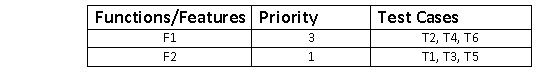 Functions/Features Priority Test Cases
F1 3 T2, T4, T6
F2 1 T1, T3, T5